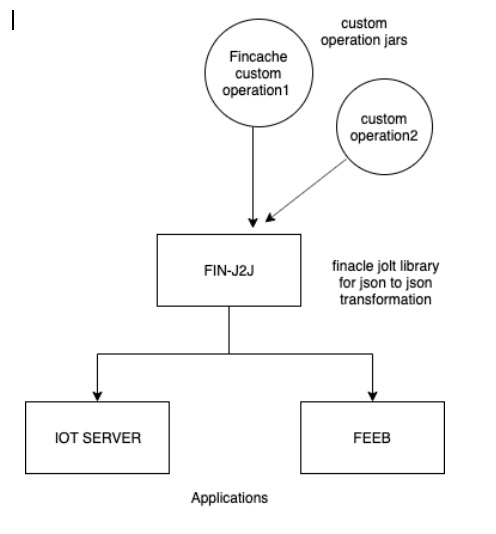 custom
operation jars
Fincache
custom
operation1
custom
operation2
FIN-J2J
finacle jolt library
for json to json
transformation
IOT SERVER
FEEB
Applications